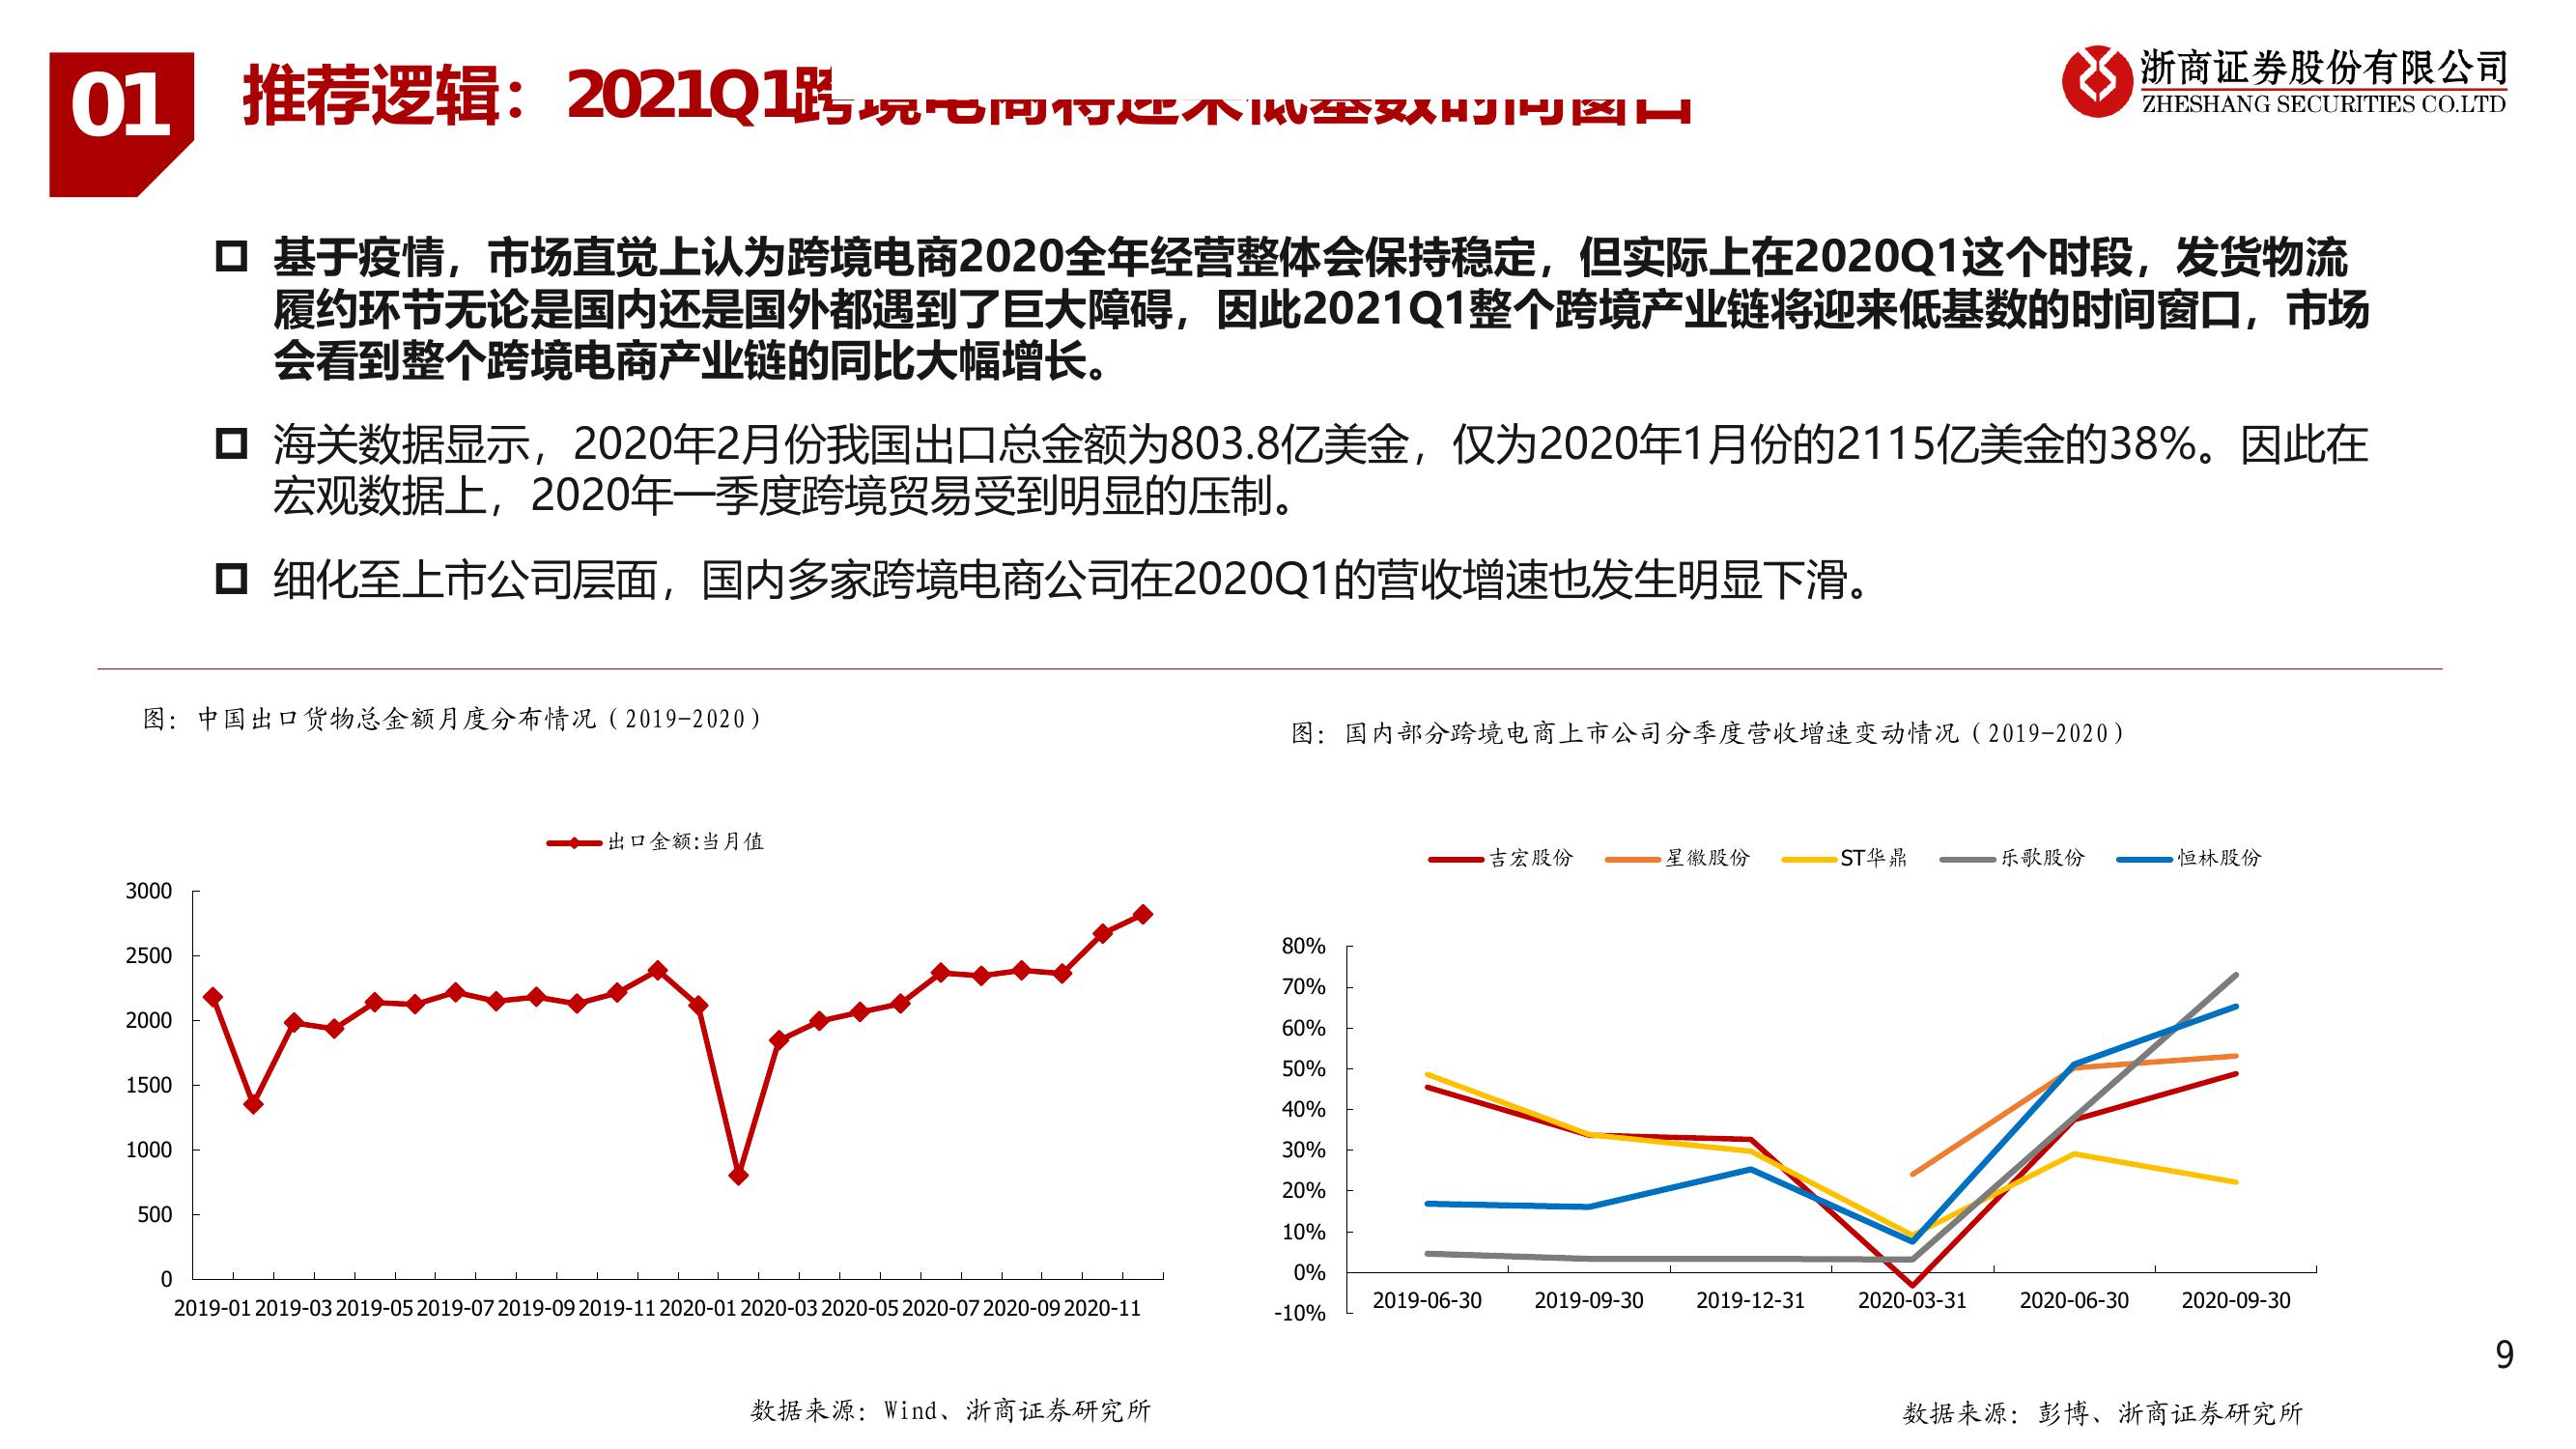 01
推荐逻辑：2021Q1跨境电商将迎来低基数时间窗口
浙商证券股份有限公司
ZHESHANG SECURITIES CO.LTD
基于疫情，市场直觉上认为跨境电商2020全年经营整体会保持稳定，但实际上在2020Q1这个时段，发货物流
履约环节无论是国内还是国外都遇到了巨大障碍，因此2021Q1整个跨境产业链将迎来低基数的时间窗口，市场
会看到整个跨境电商产业链的同比大幅增长。
海关数据显示，2020年2月份我国出口总金额为803.8亿美金，仅为2020年1月份的2115亿美金的38%。因此在
宏观数据上，2020年一季度跨境贸易受到明显的压制。
细化至上市公司层面，国内多家跨境电商公司在2020Q1的营收增速也发生明显下滑。
图：中国出口货物总金额月度分布情况（2019-2020）
出口金额:当月值
3000
2500
2000
1500
1000
500
0
2019-01 2019-03 2019-05 2019-07 2019-09 2019-11 2020-01 2020-03 2020-05 2020-07 2020-09 2020-11
数据来源：Wind、浙商证券研究所
图：国内部分跨境电商上市公司分季度营收增速变动情况（2019-2020）
吉宏股份 星徽股份 ST华鼎 乐歌股份 恒林股份
80%
70%
60%
50%
40%
30%
20%
10%
0%
-10%
2019-06-30 2019-09-30 2019-12-31 2020-03-31 2020-06-30 2020-09-30
数据来源：彭博、浙商证券研究所
9